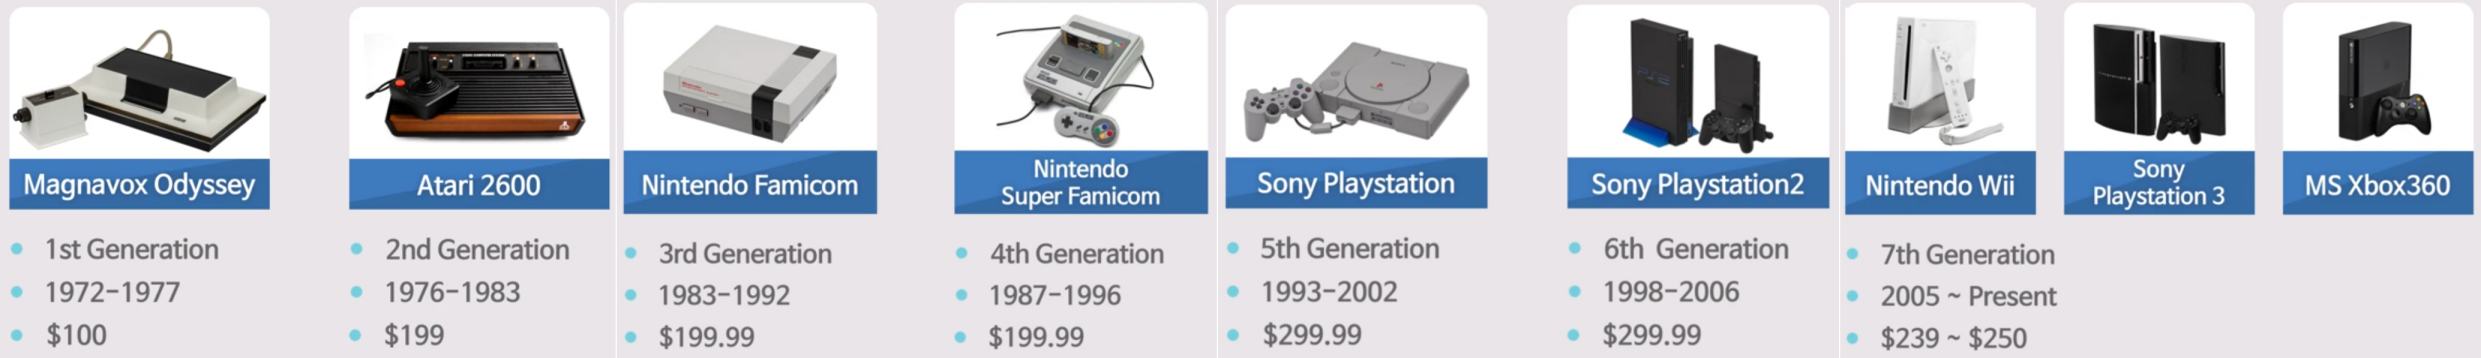 Magnavox Odyssey
1st Generation
1972-1977
$100
Atari 2600
2nd Generation
1976-1983
$199
Nintendo Famicom
3rd Generation
1983-1992
$199.99
Nintendo
Super Famicom
4th Generation
1987-1996
$199.99
Sony Playstation
5th Generation
1993-2002
$299.99
Sony Playstation2
6th Generation
1998-2006
$299.99
Nintendo Wii
Sony
Playstation 3
MS Xbox360
7th Generation
2005 ~ Present
$239 ~ $250